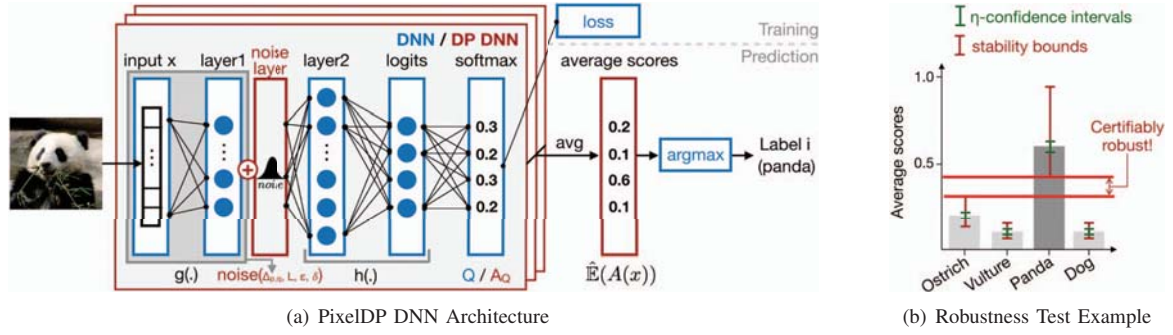 DNN / DP DNN
input x
layer1
noise
layer
layer2
logits
softmax
loss
Training
Prediction
average scores
0.3
0.2
0.3
0.2
noise
avg
0.2
0.1
0.6
0.1
argmax
Label i
(panda)
g(.)
noise(Δp,q, L, ε, δ)
h(.)
Q / AQ
𝔼̂(A(x))
(a) PixelDP DNN Architecture
η-confidence intervals
stability bounds
1.0
0.5
Average scores
Certifiably
robust!
Ostrich
Vulture
Panda
Dog
(b) Robustness Test Example